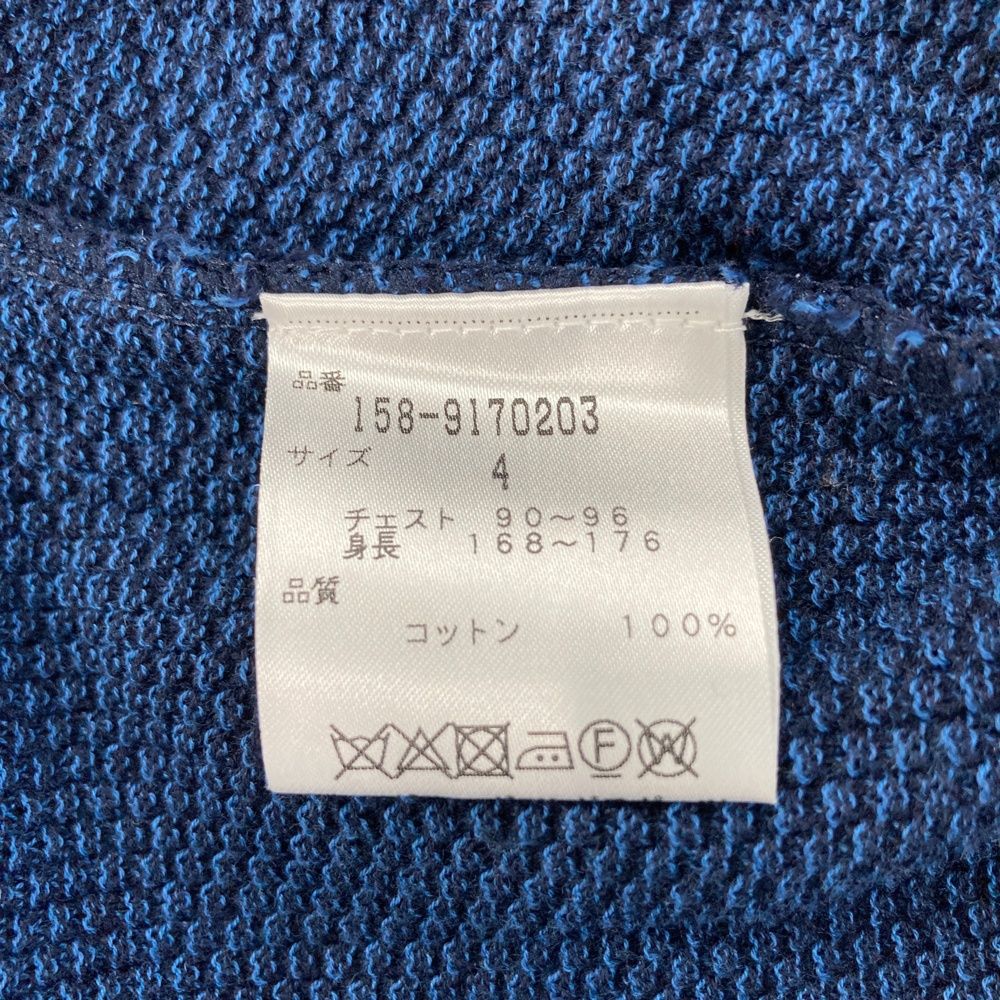 品番
158-9170203
サイズ 4
チェスト 90～96
身長 168～176
品質
コットン 100%
F
W